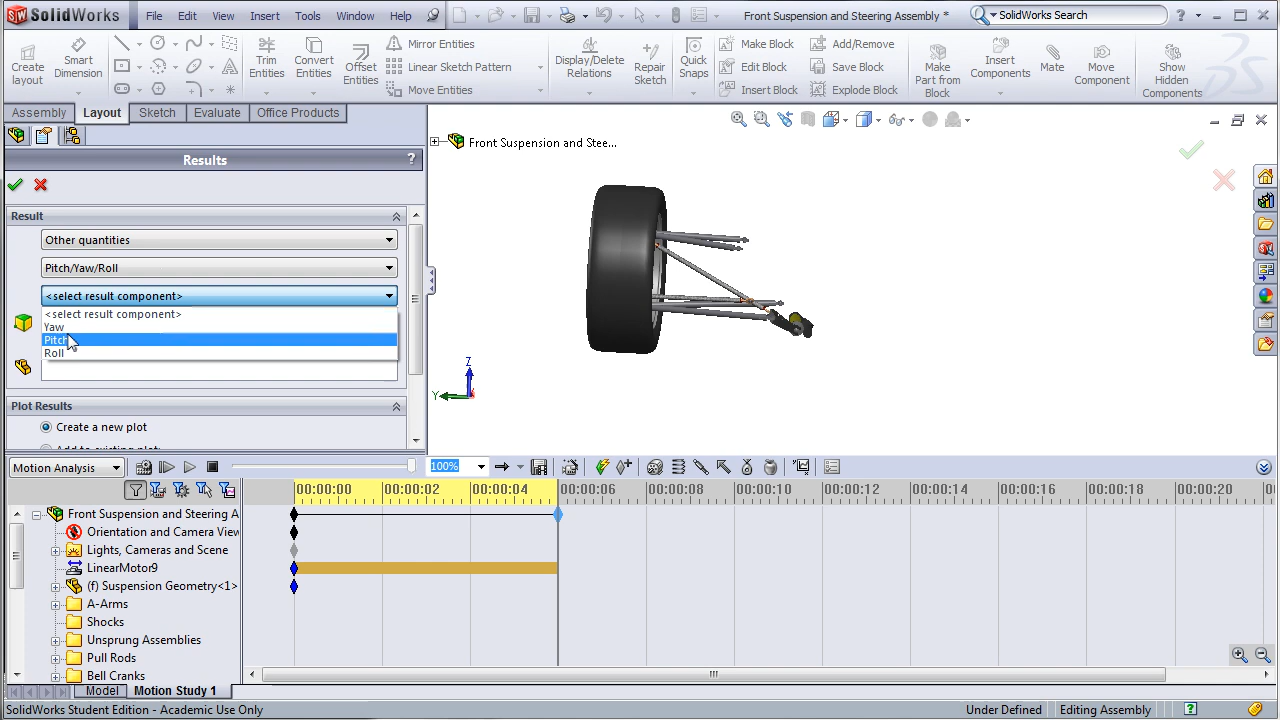 SolidWorks File Edit View Insert Tools Window Help Front Suspension and Steering Assembly * SolidWorks Search ?
Create layout
Smart Dimension
Trim Entities
Convert Entities
Offset Entities
Mirror Entities
Linear Sketch Pattern
Move Entities
Display/Delete Relations
Repair Sketch
Quick Snaps
Make Block
Edit Block
Insert Block
Add/Remove
Save Block
Explode Block
Make Part from Block
Insert Components
Mate
Move Component
Show Hidden Components
Assembly Layout Sketch Evaluate Office Products
Results ?
Front Suspension and Stee...
Result
Other quantities
Pitch/Yaw/Roll
<select result component>
<select result component>
Yaw
Pitch
Roll
Z
Y
Plot Results
Create a new plot
Add to existing plot:
Motion Analysis 100%
00:00:00 00:00:02 00:00:04 00:00:06 00:00:08 00:00:10 00:00:12 00:00:14 00:00:16 00:00:18 00:00:20
Front Suspension and Steering A
Orientation and Camera View
Lights, Cameras and Scene
LinearMotor9
(f) Suspension Geometry<1>
A-Arms
Shocks
Unsprung Assemblies
Pull Rods
Bell Cranks
Model Motion Study 1
SolidWorks Student Edition - Academic Use Only Under Defined Editing Assembly ?